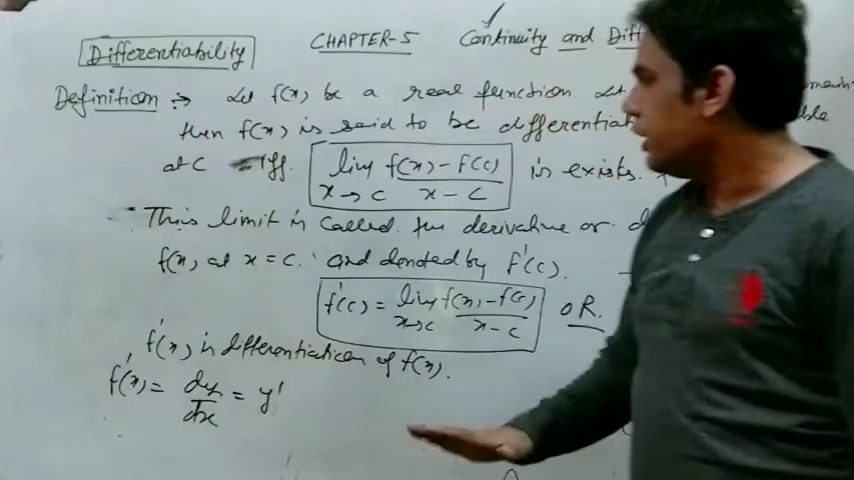 Differentiability CHAPTER-5 Continuity and Diff
Definition :- Let f(x) be a real function Let
then f(x) is said to be differentiab ble
at C iff. lim x→c f(x) - f(c) / x - c is exists.
This limit is called the derivative or d
f(x) at x = c. and denoted by f'(c).
f'(c) = lim x→c f(x) - f(c) / x - c OR.
f'(x) is differentiation of f(x).
f'(x) = dy/dx = y'